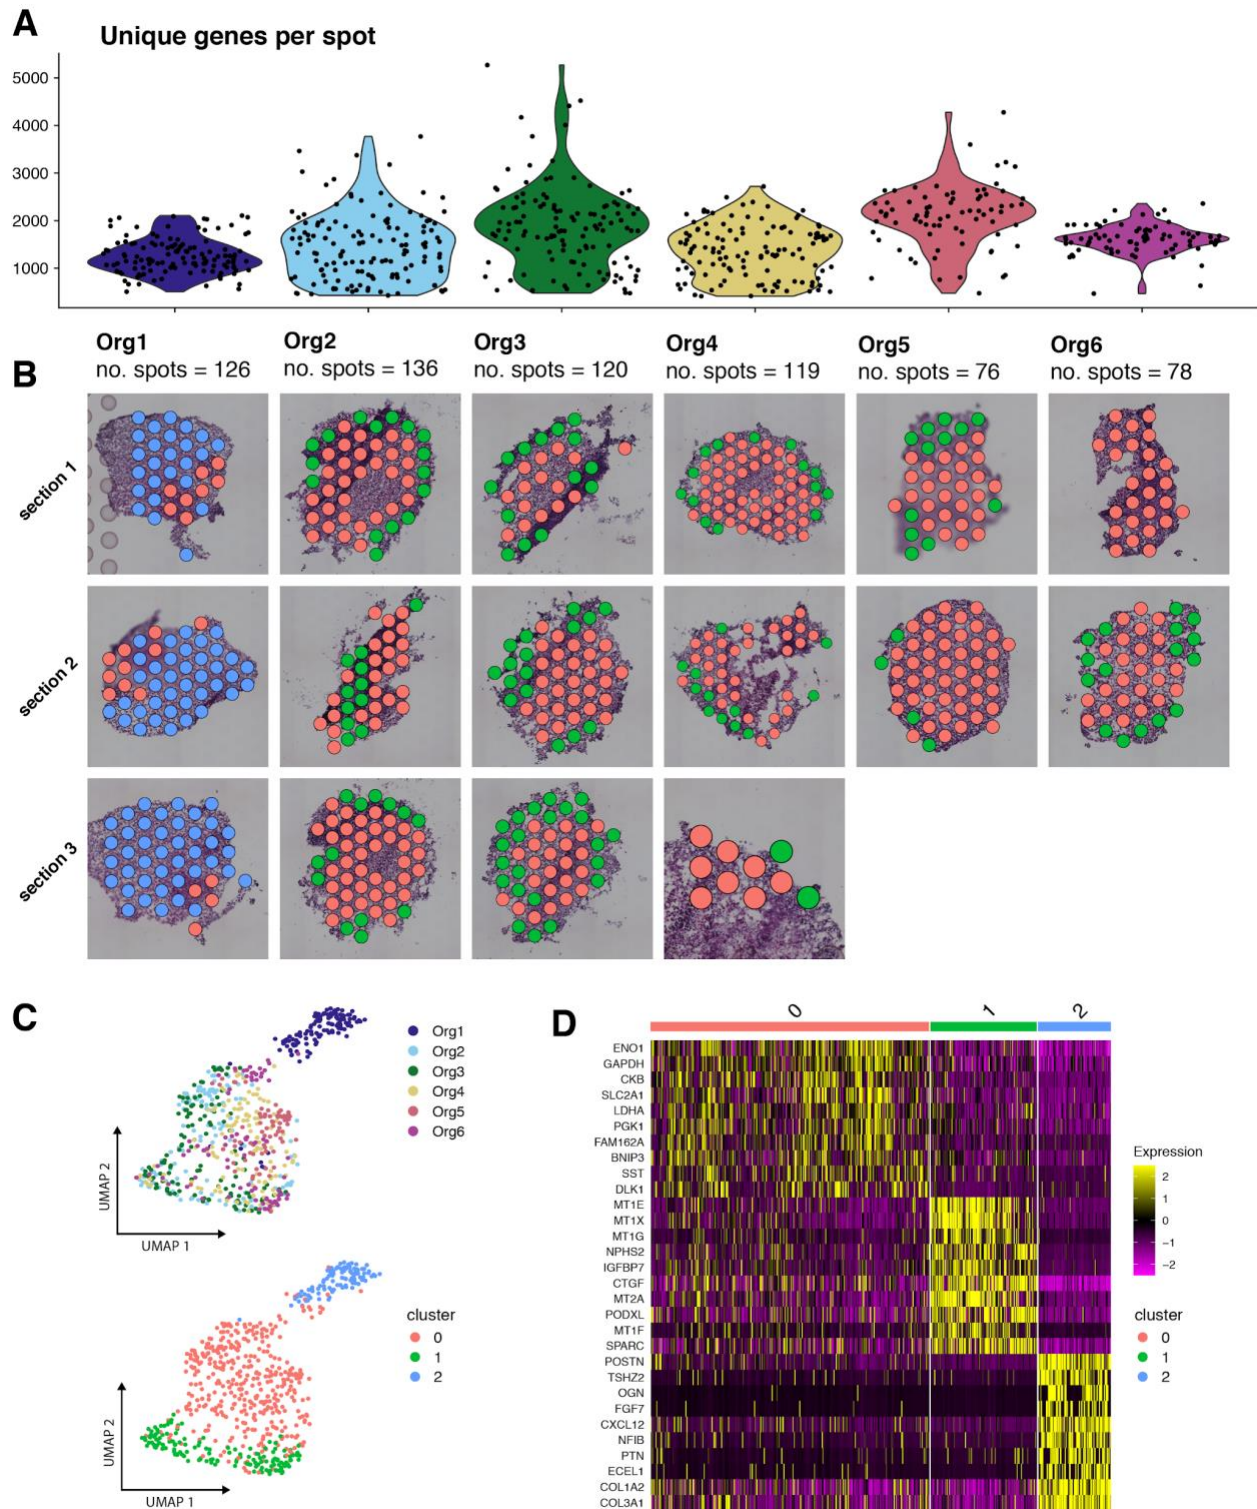 A
Unique genes per spot
5000
4000
3000
2000
1000
Org1
no. spots = 126
Org2
no. spots = 136
Org3
no. spots = 120
Org4
no. spots = 119
Org5
no. spots = 76
Org6
no. spots = 78
B
section 1
section 2
section 3
C
Org1
Org2
Org3
Org4
Org5
Org6
UMAP 2
UMAP 1
cluster
0
1
2
UMAP 2
UMAP 1
D
0
1
2
ENO1
GAPDH
CKB
SLC2A1
LDHA
PGK1
FAM162A
BNIP3
SST
DLK1
MT1E
MT1X
MT1G
NPHS2
IGFBP7
CTGF
MT2A
PODXL
MT1F
SPARC
POSTN
TSHZ2
OGN
FGF7
CXCL12
NFIB
PTN
ECEL1
COL1A2
COL3A1
Expression
2
1
0
−1
−2
cluster
0
1
2